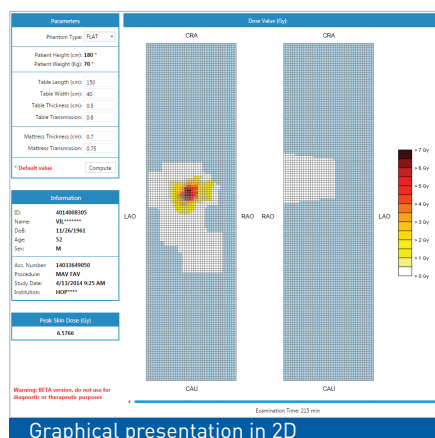 Parameters
Phantom Type: FLAT
Patient Height (cm): 180 *
Patient Weight (Kg): 70 *
Table Length (cm): 150
Table Width (cm): 40
Table Thickness (cm): 0.5
Table Transmission: 0.8
Mattress Thickness (cm): 0.7
Mattress Transmission: 0.75
* Default value
Compute
Information
ID: 4014008305
Name: VIL*******
DoB: 11/26/1961
Age: 52
Sex: M
Acc. Number: 14033649050
Procedure: MAV FAV
Study Date: 4/13/2014 9:25 AM
Institution: HOP****
Peak Skin Dose (Gy)
6.5766
Warning: BETA version, do not use for
diagnostic or therapeutic purposes
Dose Value (Gy):
CRA
CRA
LAO
RAO
RAO
LAO
CAU
CAU
> 7 Gy
> 6 Gy
> 5 Gy
> 4 Gy
> 3 Gy
> 2 Gy
> 1 Gy
> 0 Gy
Examination Time: 215 min
Graphical presentation in 2D